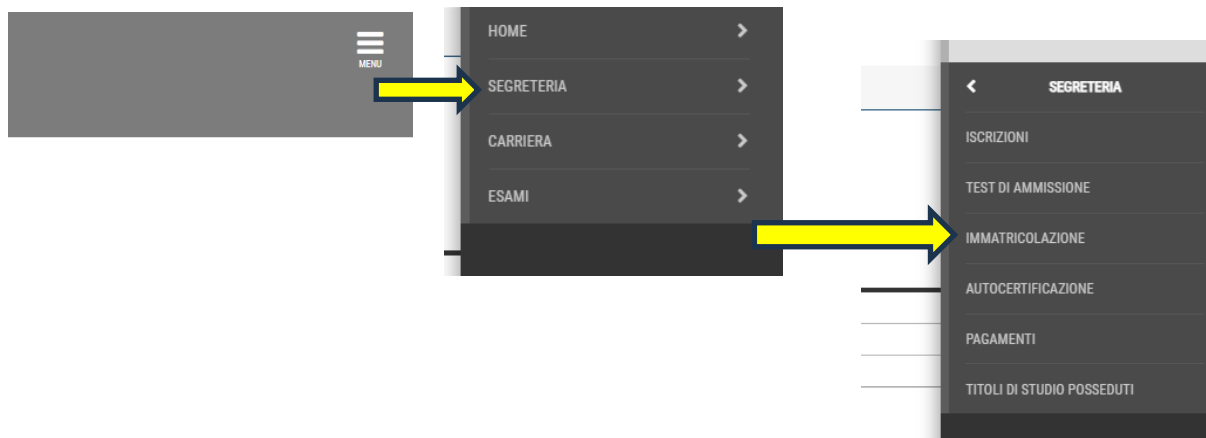 MENU
HOME
SEGRETERIA
CARRIERA
ESAMI
SEGRETERIA
ISCRIZIONI
TEST DI AMMISSIONE
IMMATRICOLAZIONE
AUTOCERTIFICAZIONE
PAGAMENTI
TITOLI DI STUDIO POSSEDUTI